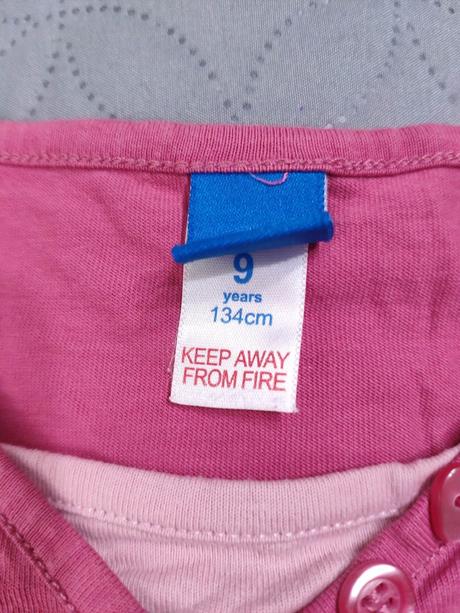 9
years
134cm
KEEP AWAY
FROM FIRE